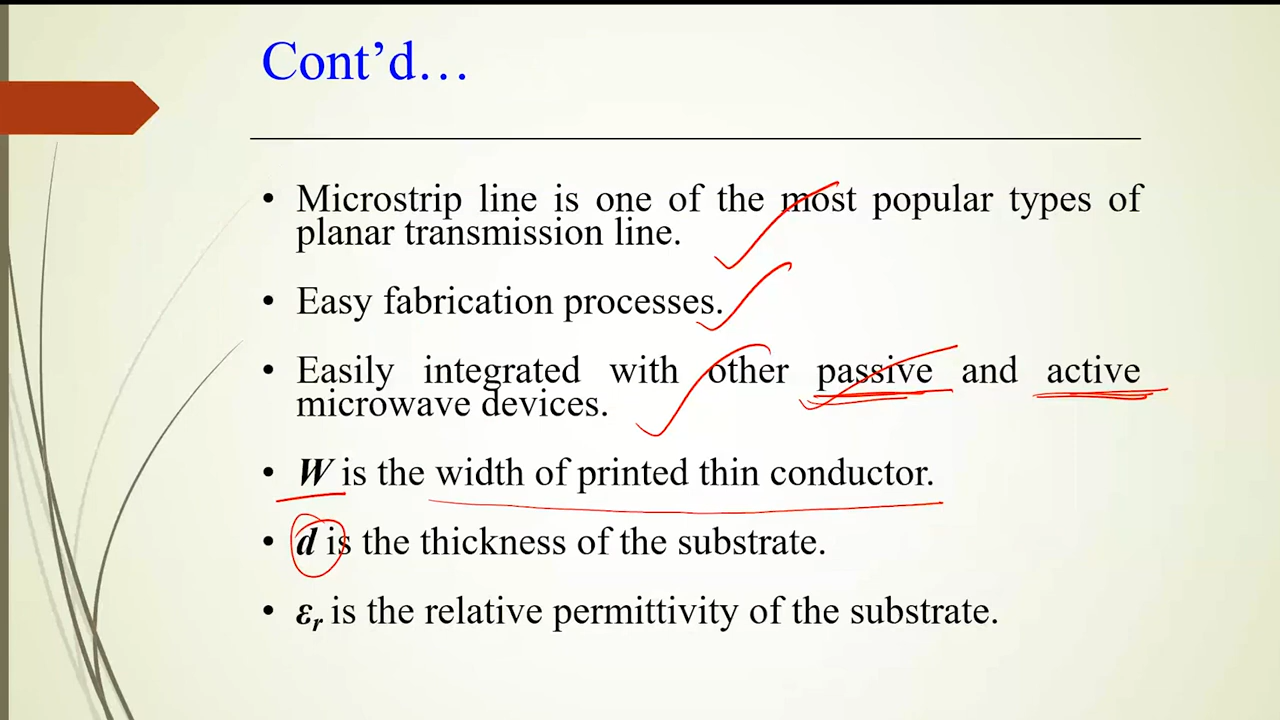 Cont’d…
• Microstrip line is one of the most popular types of
planar transmission line.
• Easy fabrication processes.
• Easily integrated with other passive and active
microwave devices.
• W is the width of printed thin conductor.
• d is the thickness of the substrate.
• εr is the relative permittivity of the substrate.